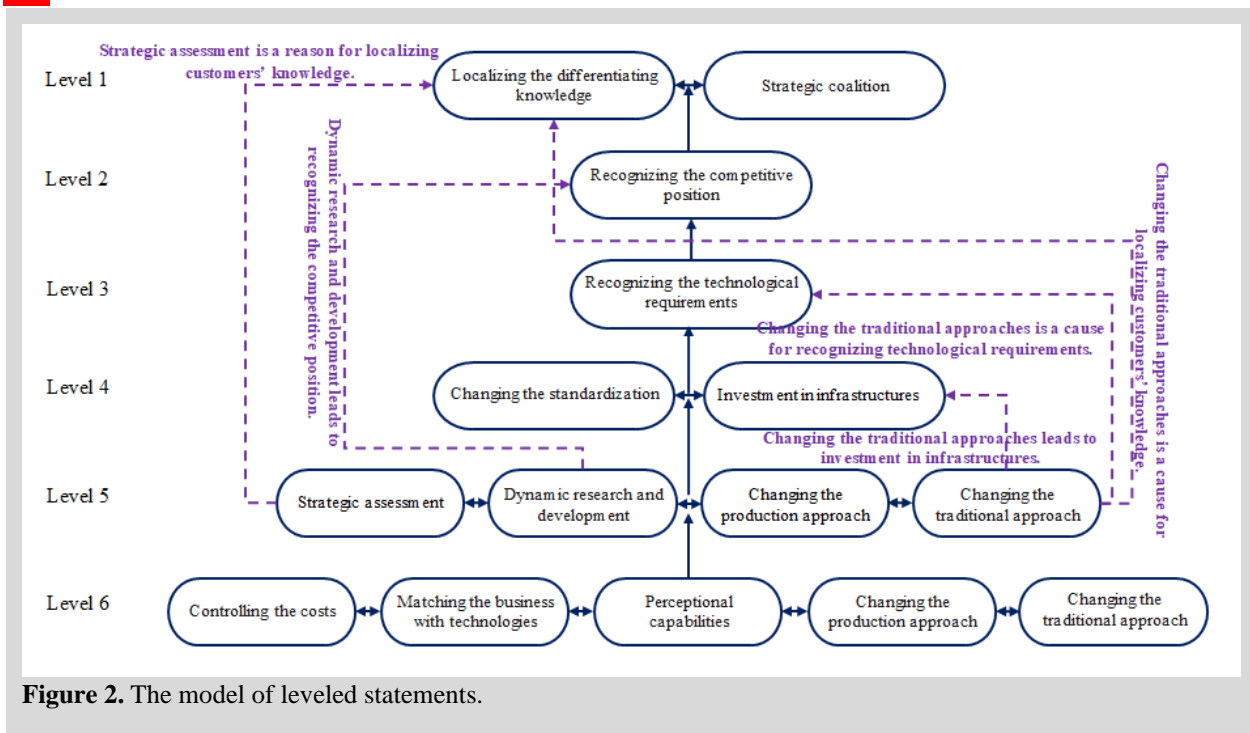 Strategic assessment is a reason for localizing
customers' knowledge.
Level 1
Localizing the differentiating
knowledge
Strategic coalition
Dynamic research and development leads to
recognizing the competitive position.
Level 2
Recognizing the competitive
position
Changing the traditional approaches is a cause for
localizing customers' knowledge.
Level 3
Recognizing the technological
requirements
Changing the traditional approaches is a cause
for recognizing technological requirements.
Level 4
Changing the standardization
Investment in infrastructures
Changing the traditional approaches leads to
investment in infrastructures.
Level 5
Strategic assessment
Dynamic research and
development
Changing the
production approach
Changing the
traditional approach
Level 6
Controlling the costs
Matching the business
with technologies
Perceptional
capabilities
Changing the
production approach
Changing the
traditional approach
Figure 2. The model of leveled statements.